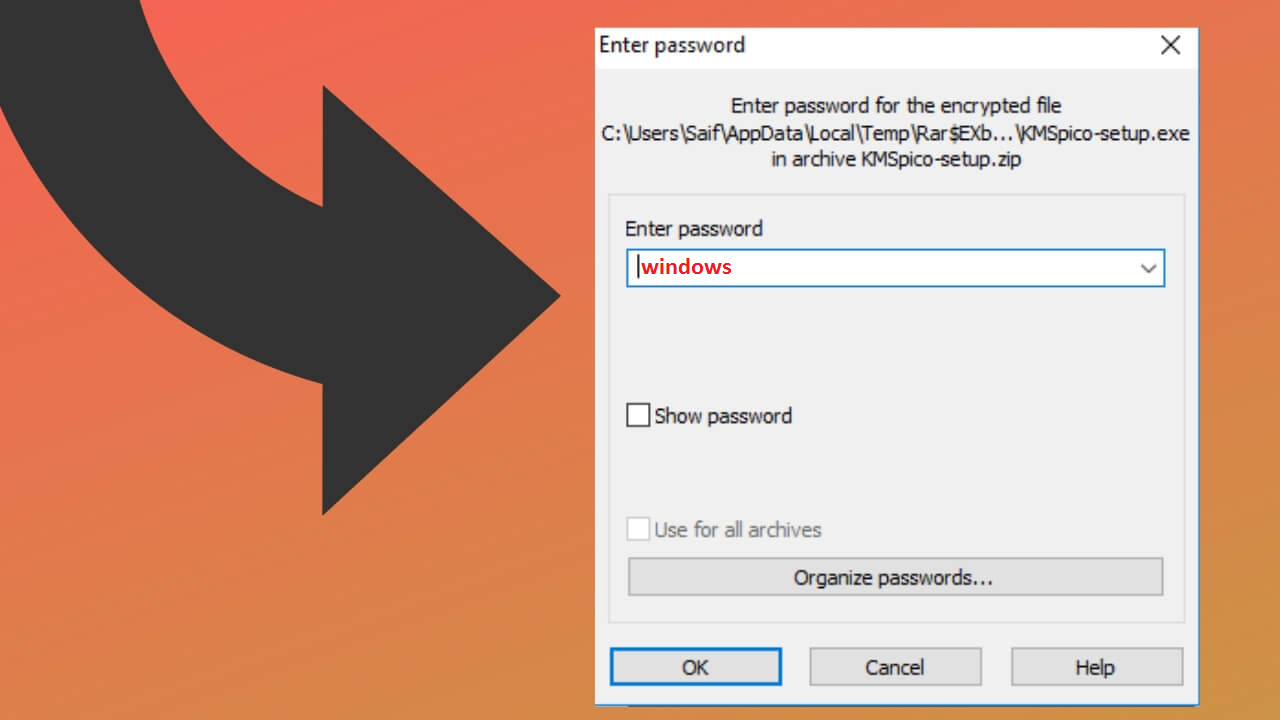 Enter password
Enter password for the encrypted file
C:\Users\Saif\AppData\Local\Temp\Rar$EXb...\KMSpico-setup.exe
in archive KMSpico-setup.zip
Enter password
windows
Show password
Use for all archives
Organize passwords...
OK Cancel Help